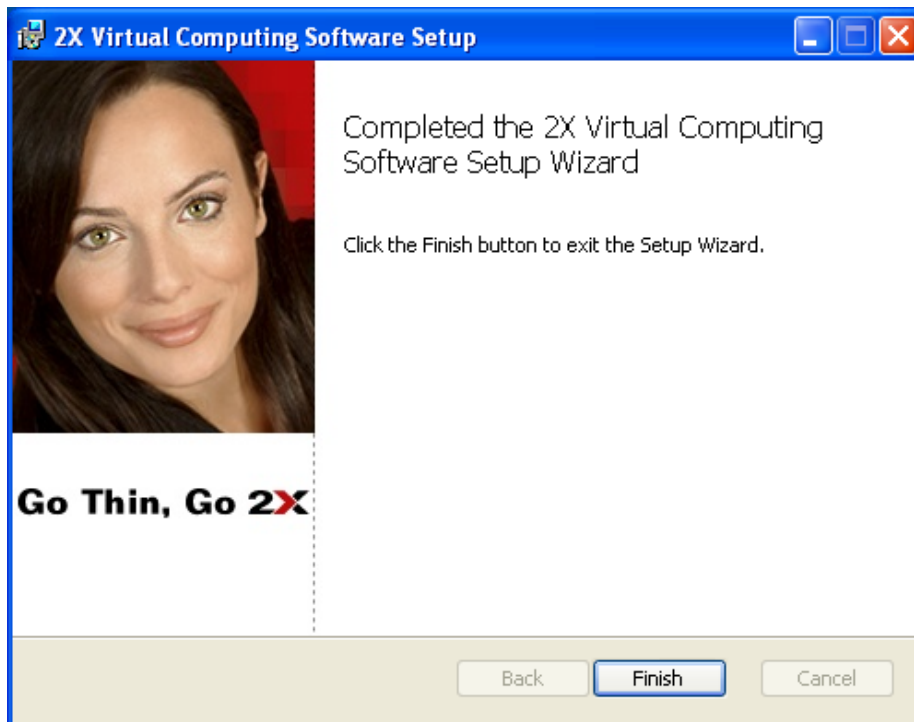 2X Virtual Computing Software Setup
Completed the 2X Virtual Computing
Software Setup Wizard
Click the Finish button to exit the Setup Wizard.
Go Thin, Go 2X
Back
Finish
Cancel